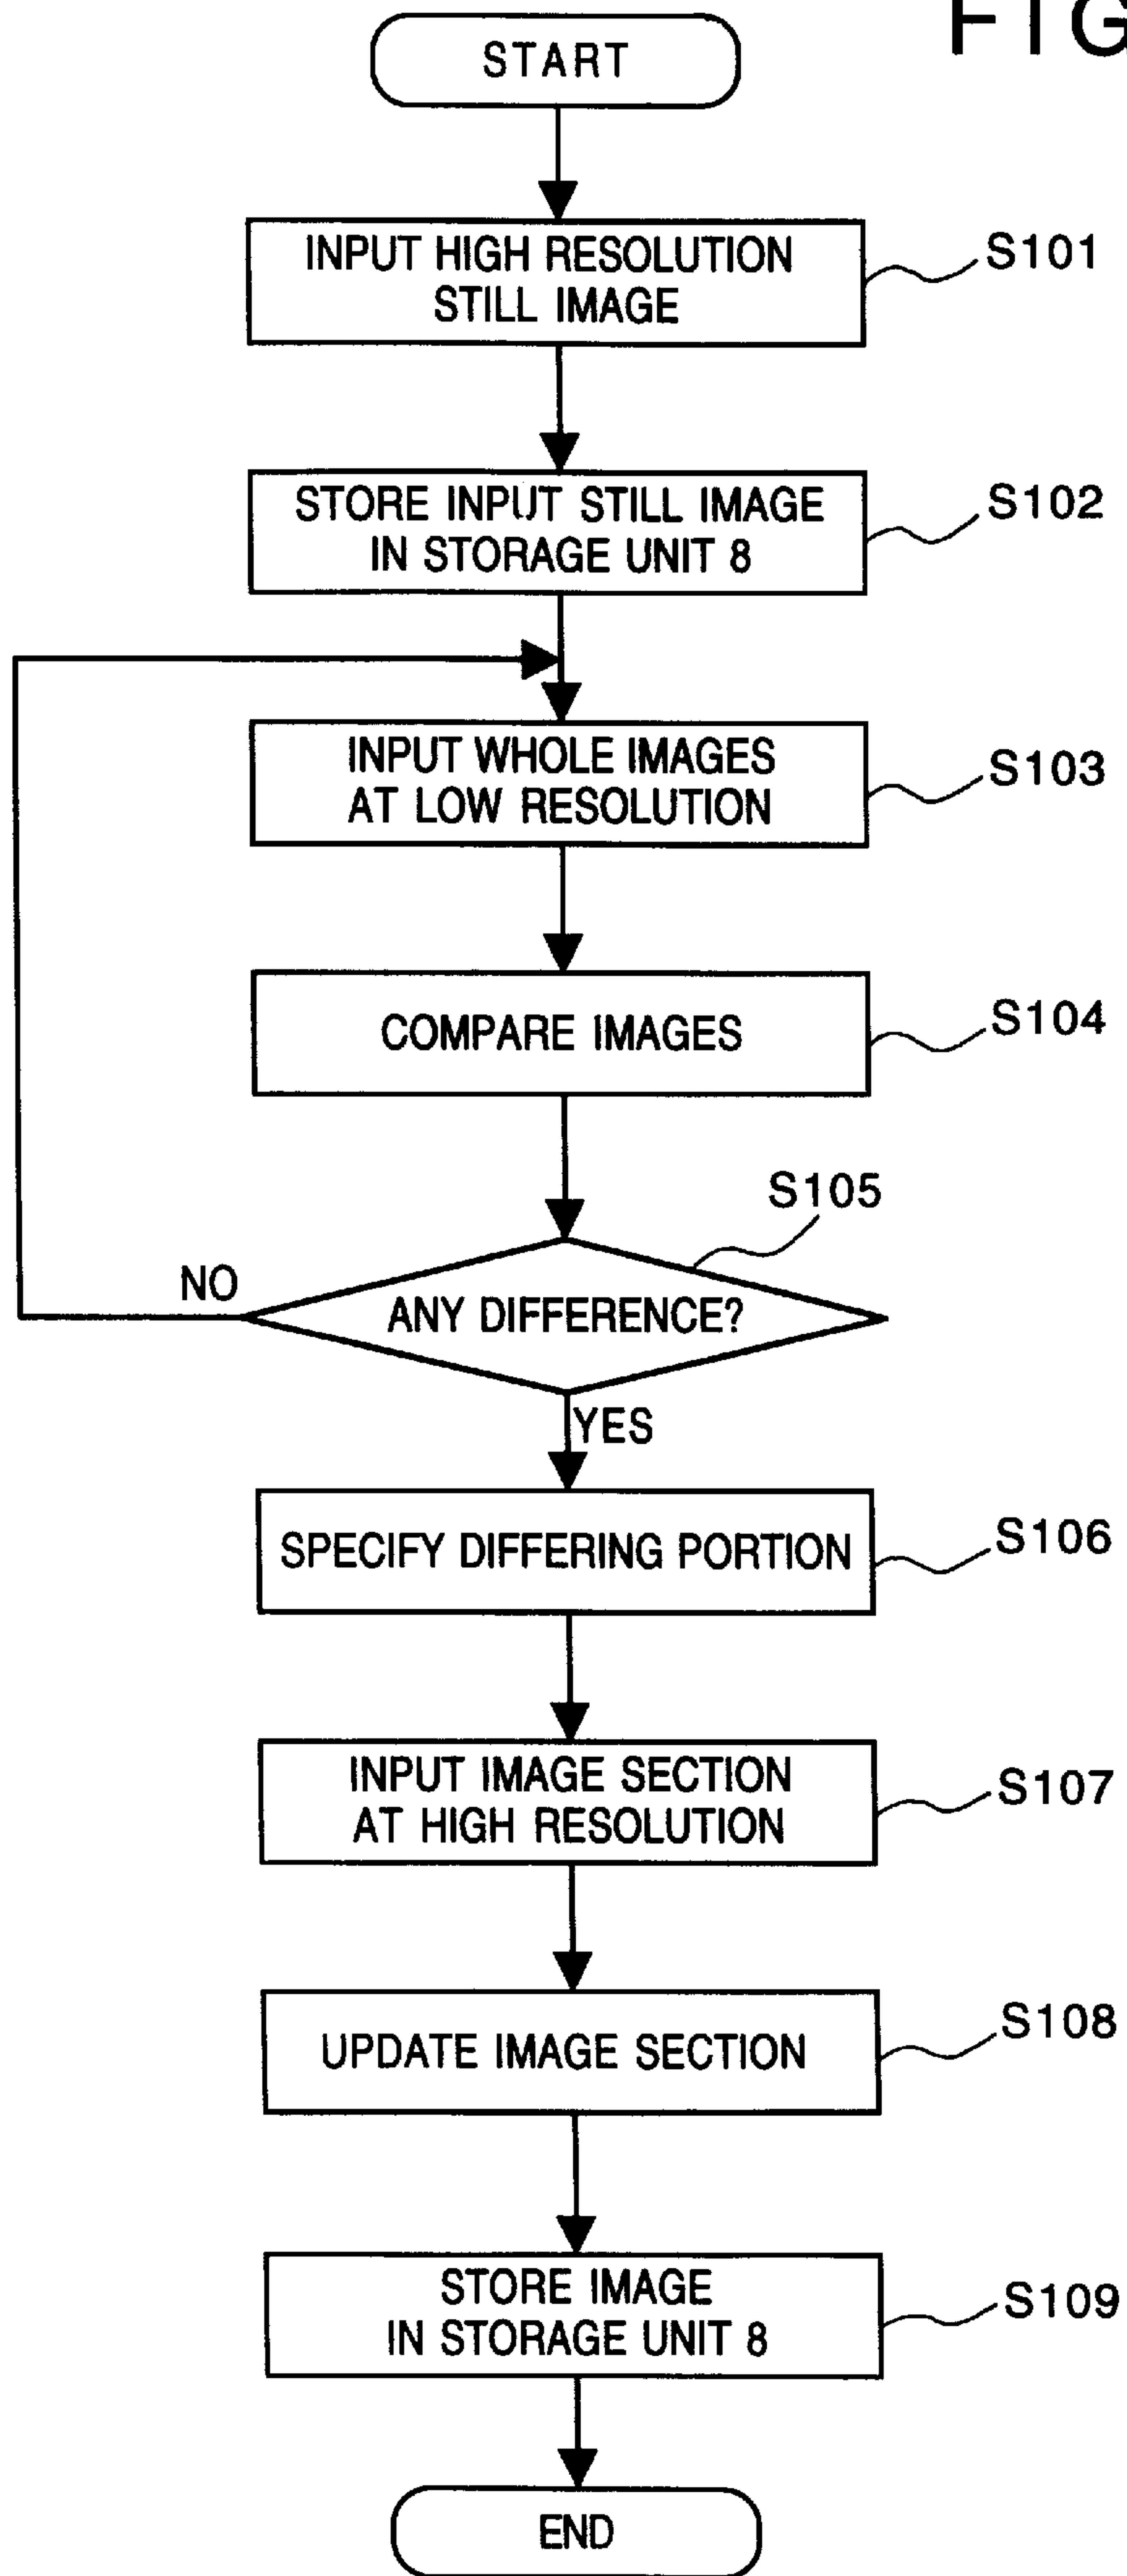 FIG
START
INPUT HIGH RESOLUTION
STILL IMAGE
S101
STORE INPUT STILL IMAGE
IN STORAGE UNIT 8
S102
INPUT WHOLE IMAGES
AT LOW RESOLUTION
S103
COMPARE IMAGES
S104
S105
NO
ANY DIFFERENCE?
YES
SPECIFY DIFFERING PORTION
S106
INPUT IMAGE SECTION
AT HIGH RESOLUTION
S107
UPDATE IMAGE SECTION
S108
STORE IMAGE
IN STORAGE UNIT 8
S109
END